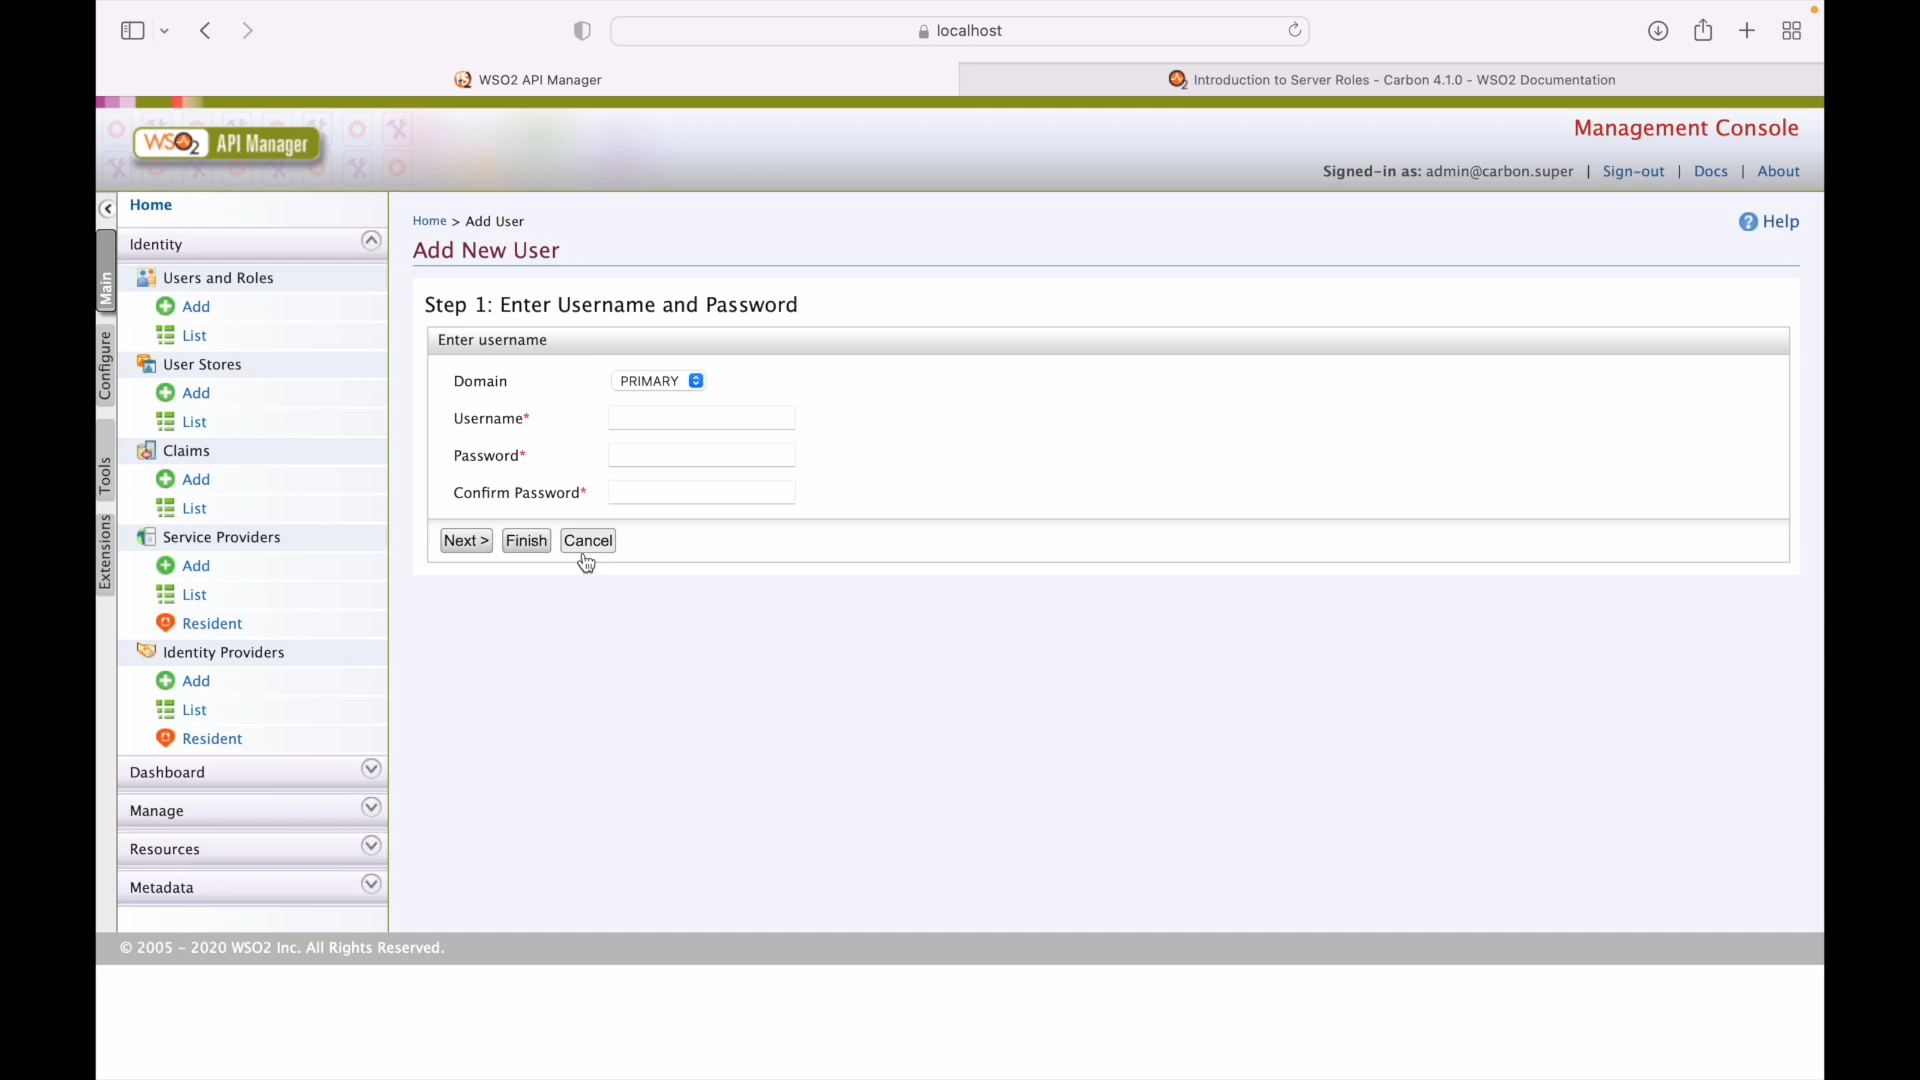 localhost
WSO2 API Manager
Introduction to Server Roles - Carbon 4.1.0 - WSO2 Documentation
WSO2 API Manager
Management Console
Signed-in as: admin@carbon.super | Sign-out | Docs | About
Main
Configure
Tools
Extensions
Home
Identity
Users and Roles
Add
List
User Stores
Add
List
Claims
Add
List
Service Providers
Add
List
Resident
Identity Providers
Add
List
Resident
Dashboard
Manage
Resources
Metadata
Home > Add User
Help
Add New User
Step 1: Enter Username and Password
Enter username
Domain PRIMARY
Username*
Password*
Confirm Password*
Next > Finish Cancel
© 2005 - 2020 WSO2 Inc. All Rights Reserved.